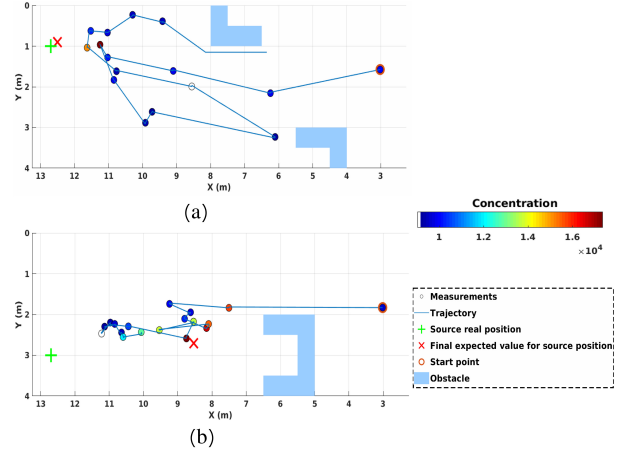 0
1
2
3
4
Y (m)
13 12 11 10 9 8 7 6 5 4 3
X (m)
(a)
Concentration
1 1.2 1.4 1.6
×10⁴
0
1
2
3
4
Y (m)
13 12 11 10 9 8 7 6 5 4 3
X (m)
(b)
Measurements
Trajectory
Source real position
Final expected value for source position
Start point
Obstacle